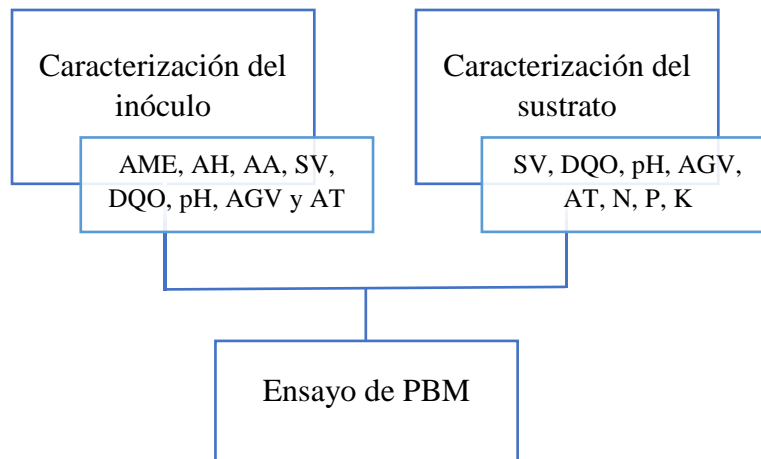 Caracterización del
inóculo
AME, AH, AA, SV,
DQO, pH, AGV y AT
Caracterización del
sustrato
SV, DQO, pH, AGV,
AT, N, P, K
Ensayo de PBM